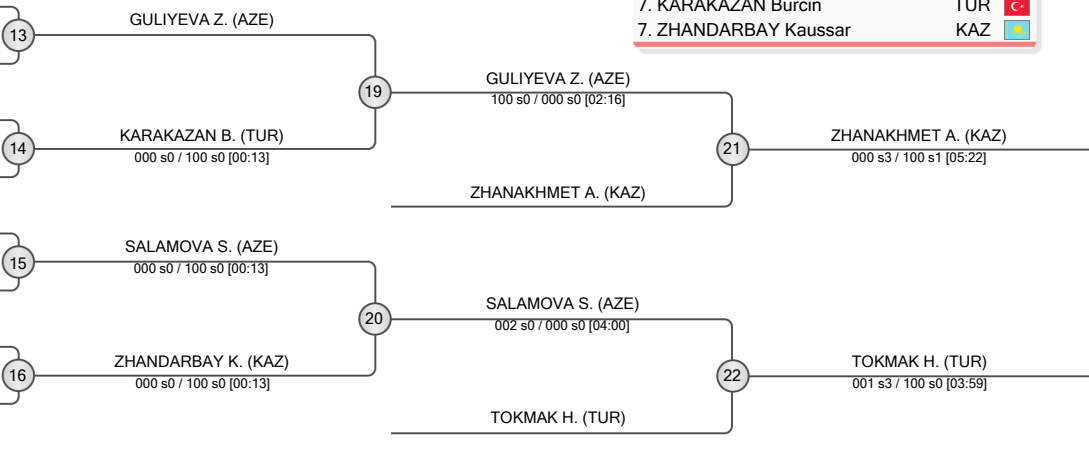 7. KARAKAZAN Burcin TUR
7. ZHANDARBAY Kaussar KAZ
GULIYEVA Z. (AZE)
13
19
GULIYEVA Z. (AZE)
100 s0 / 000 s0 [02:16]
KARAKAZAN B. (TUR)
14
000 s0 / 100 s0 [00:13]
21
ZHANAKHMET A. (KAZ)
000 s3 / 100 s1 [05:22]
ZHANAKHMET A. (KAZ)
SALAMOVA S. (AZE)
15
000 s0 / 100 s0 [00:13]
20
SALAMOVA S. (AZE)
002 s0 / 000 s0 [04:00]
ZHANDARBAY K. (KAZ)
16
000 s0 / 100 s0 [00:13]
22
TOKMAK H. (TUR)
001 s3 / 100 s0 [03:59]
TOKMAK H. (TUR)